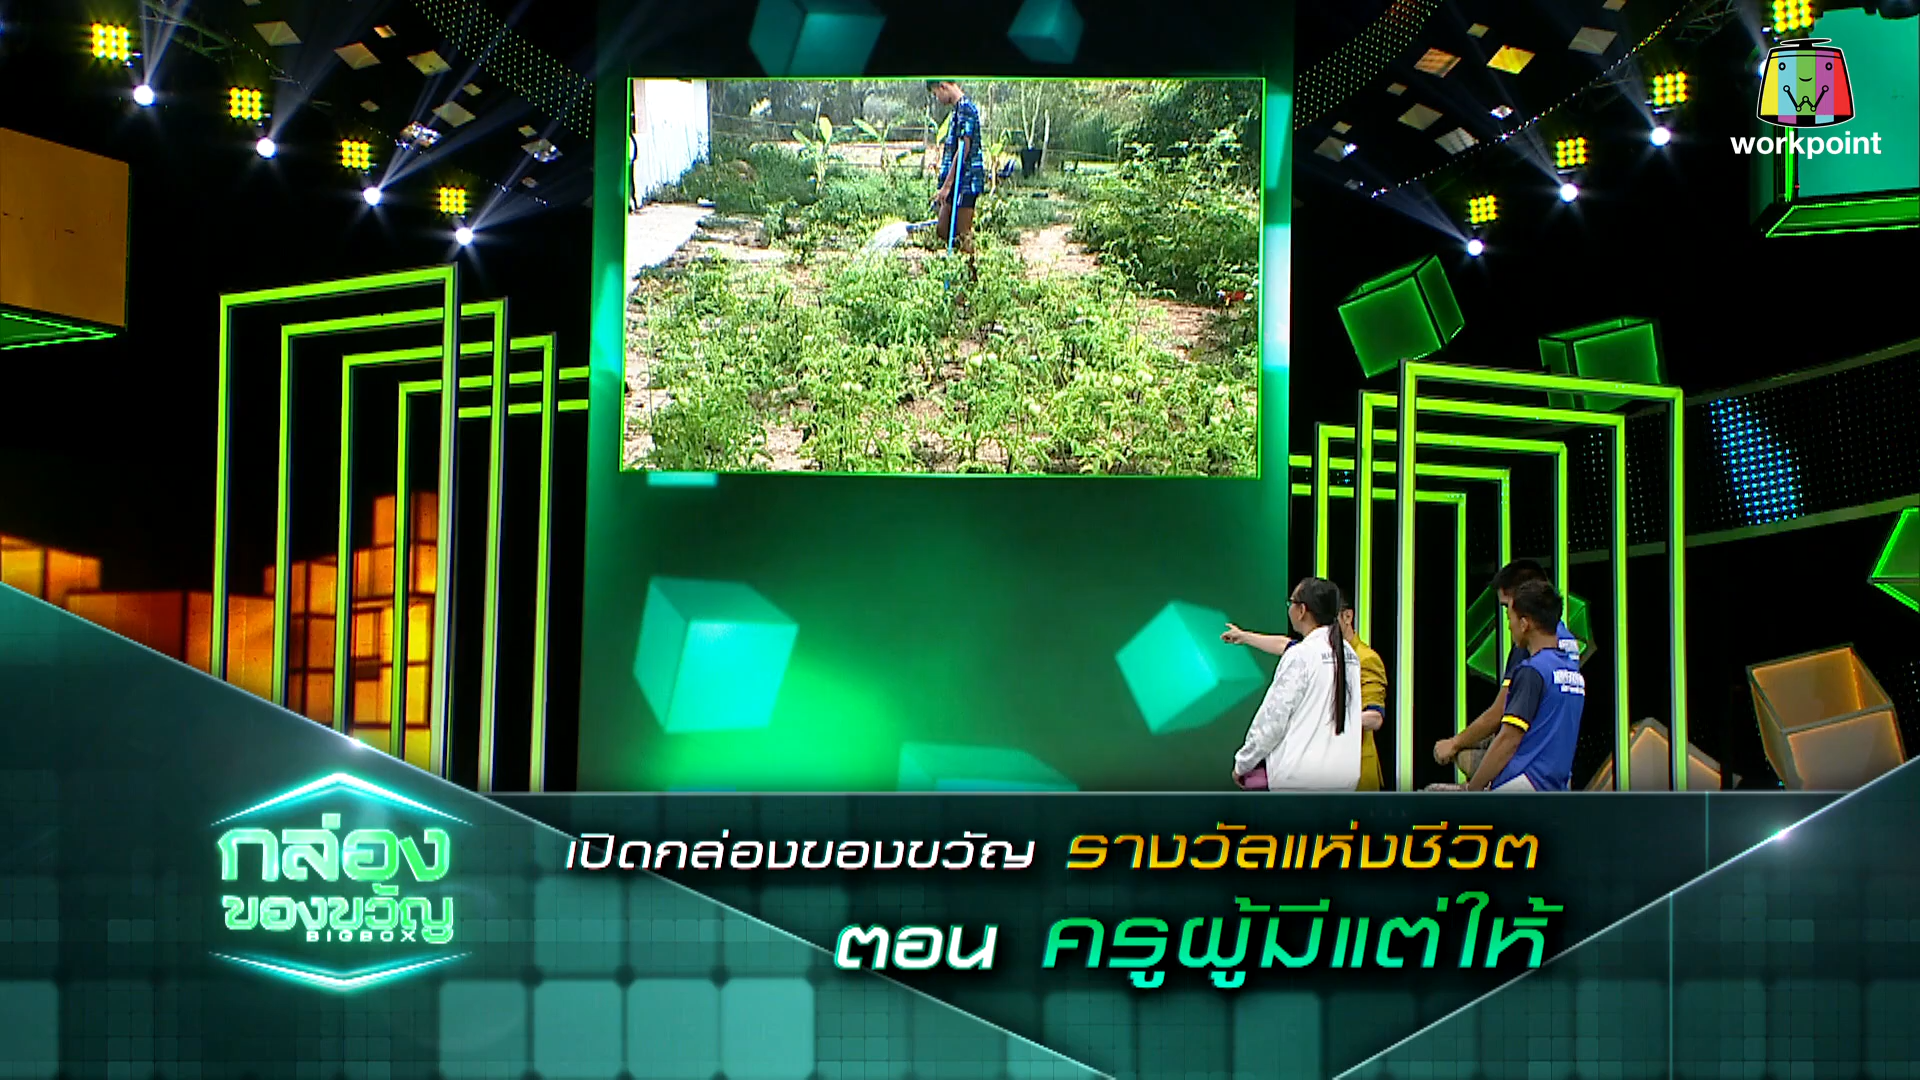 workpoint
เปิดกล่องของขวัญ รางวัลแห่งชีวิต
กล่อง
ของขวัญ
BIGBOX
ตอน ครูผู้มีแต่ให้